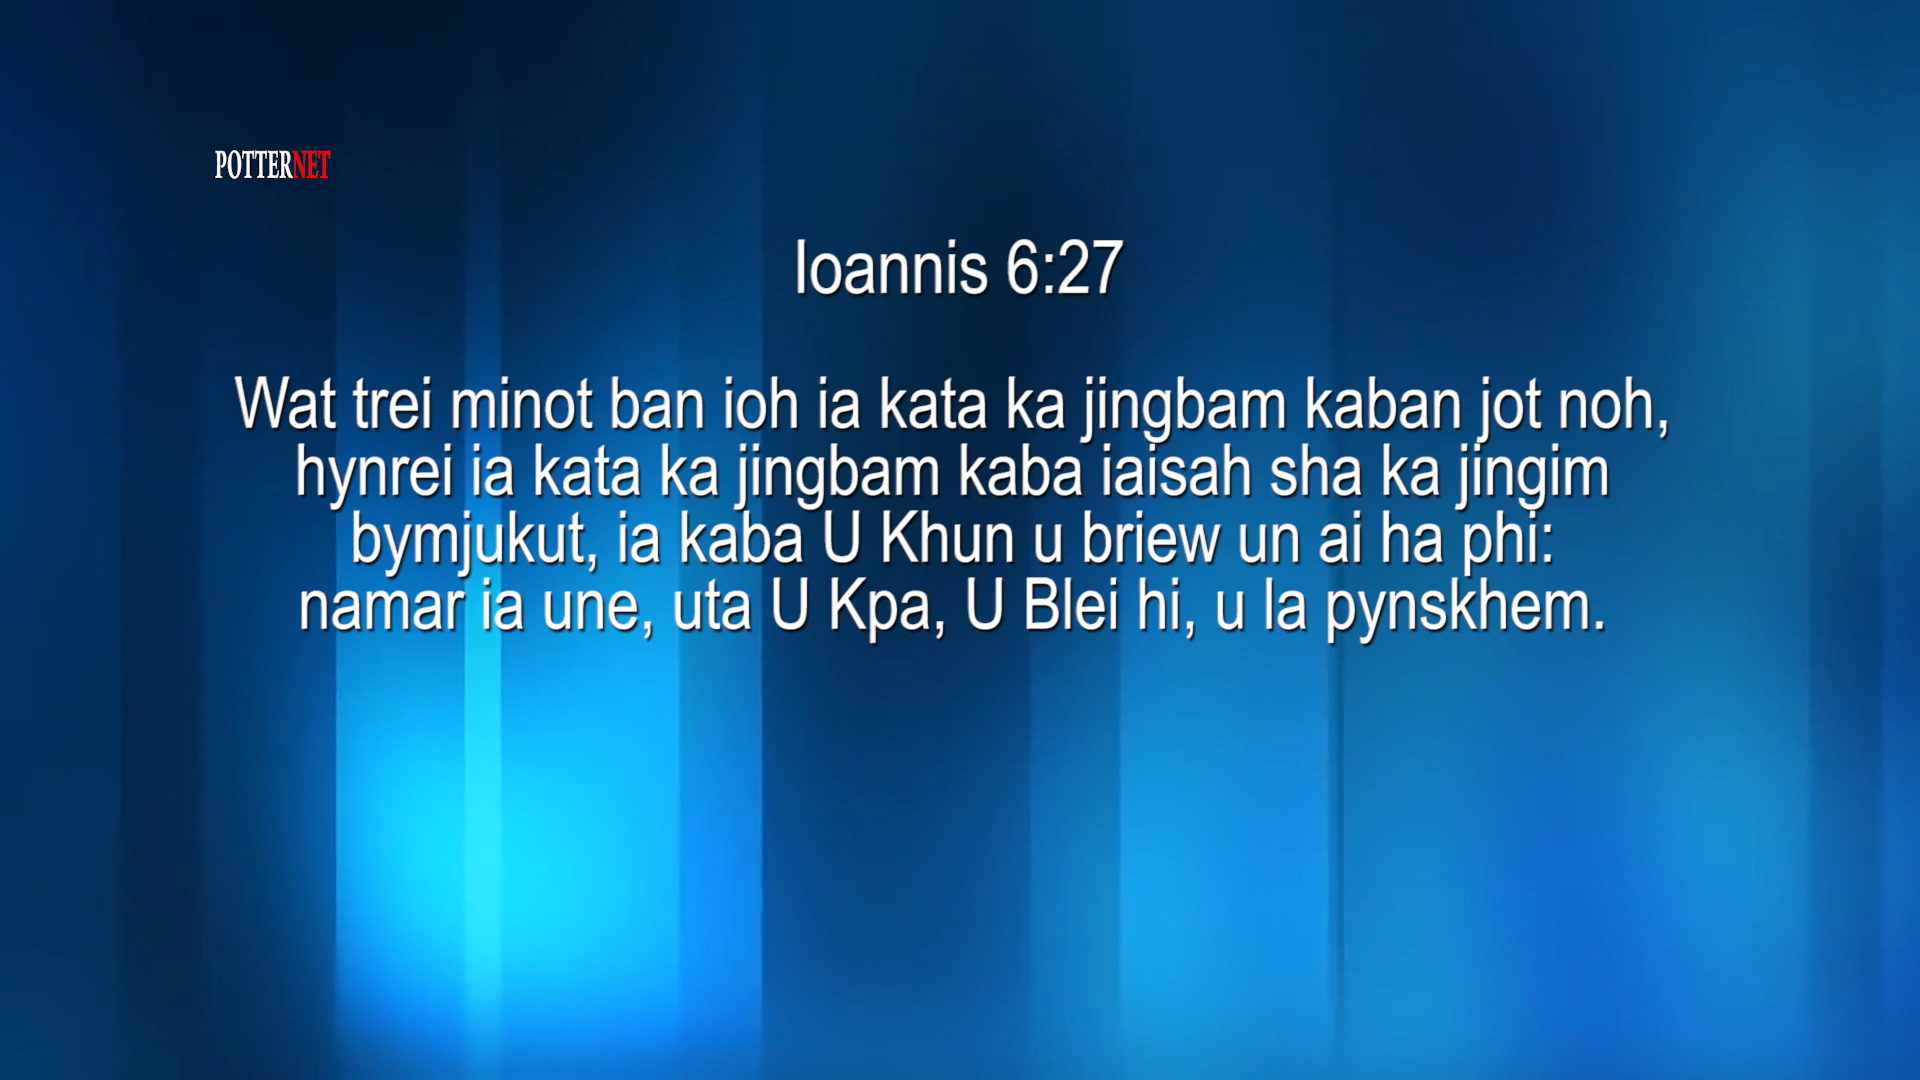 POTTERNET
Ioannis 6:27
Wat trei minot ban ioh ia kata ka jingbam kaban jot noh,
hynrei ia kata ka jingbam kaba iaisah sha ka jingim
bymjukut, ia kaba U Khun u briew un ai ha phi:
namar ia une, uta U Kpa, U Blei hi, u la pynskhem.